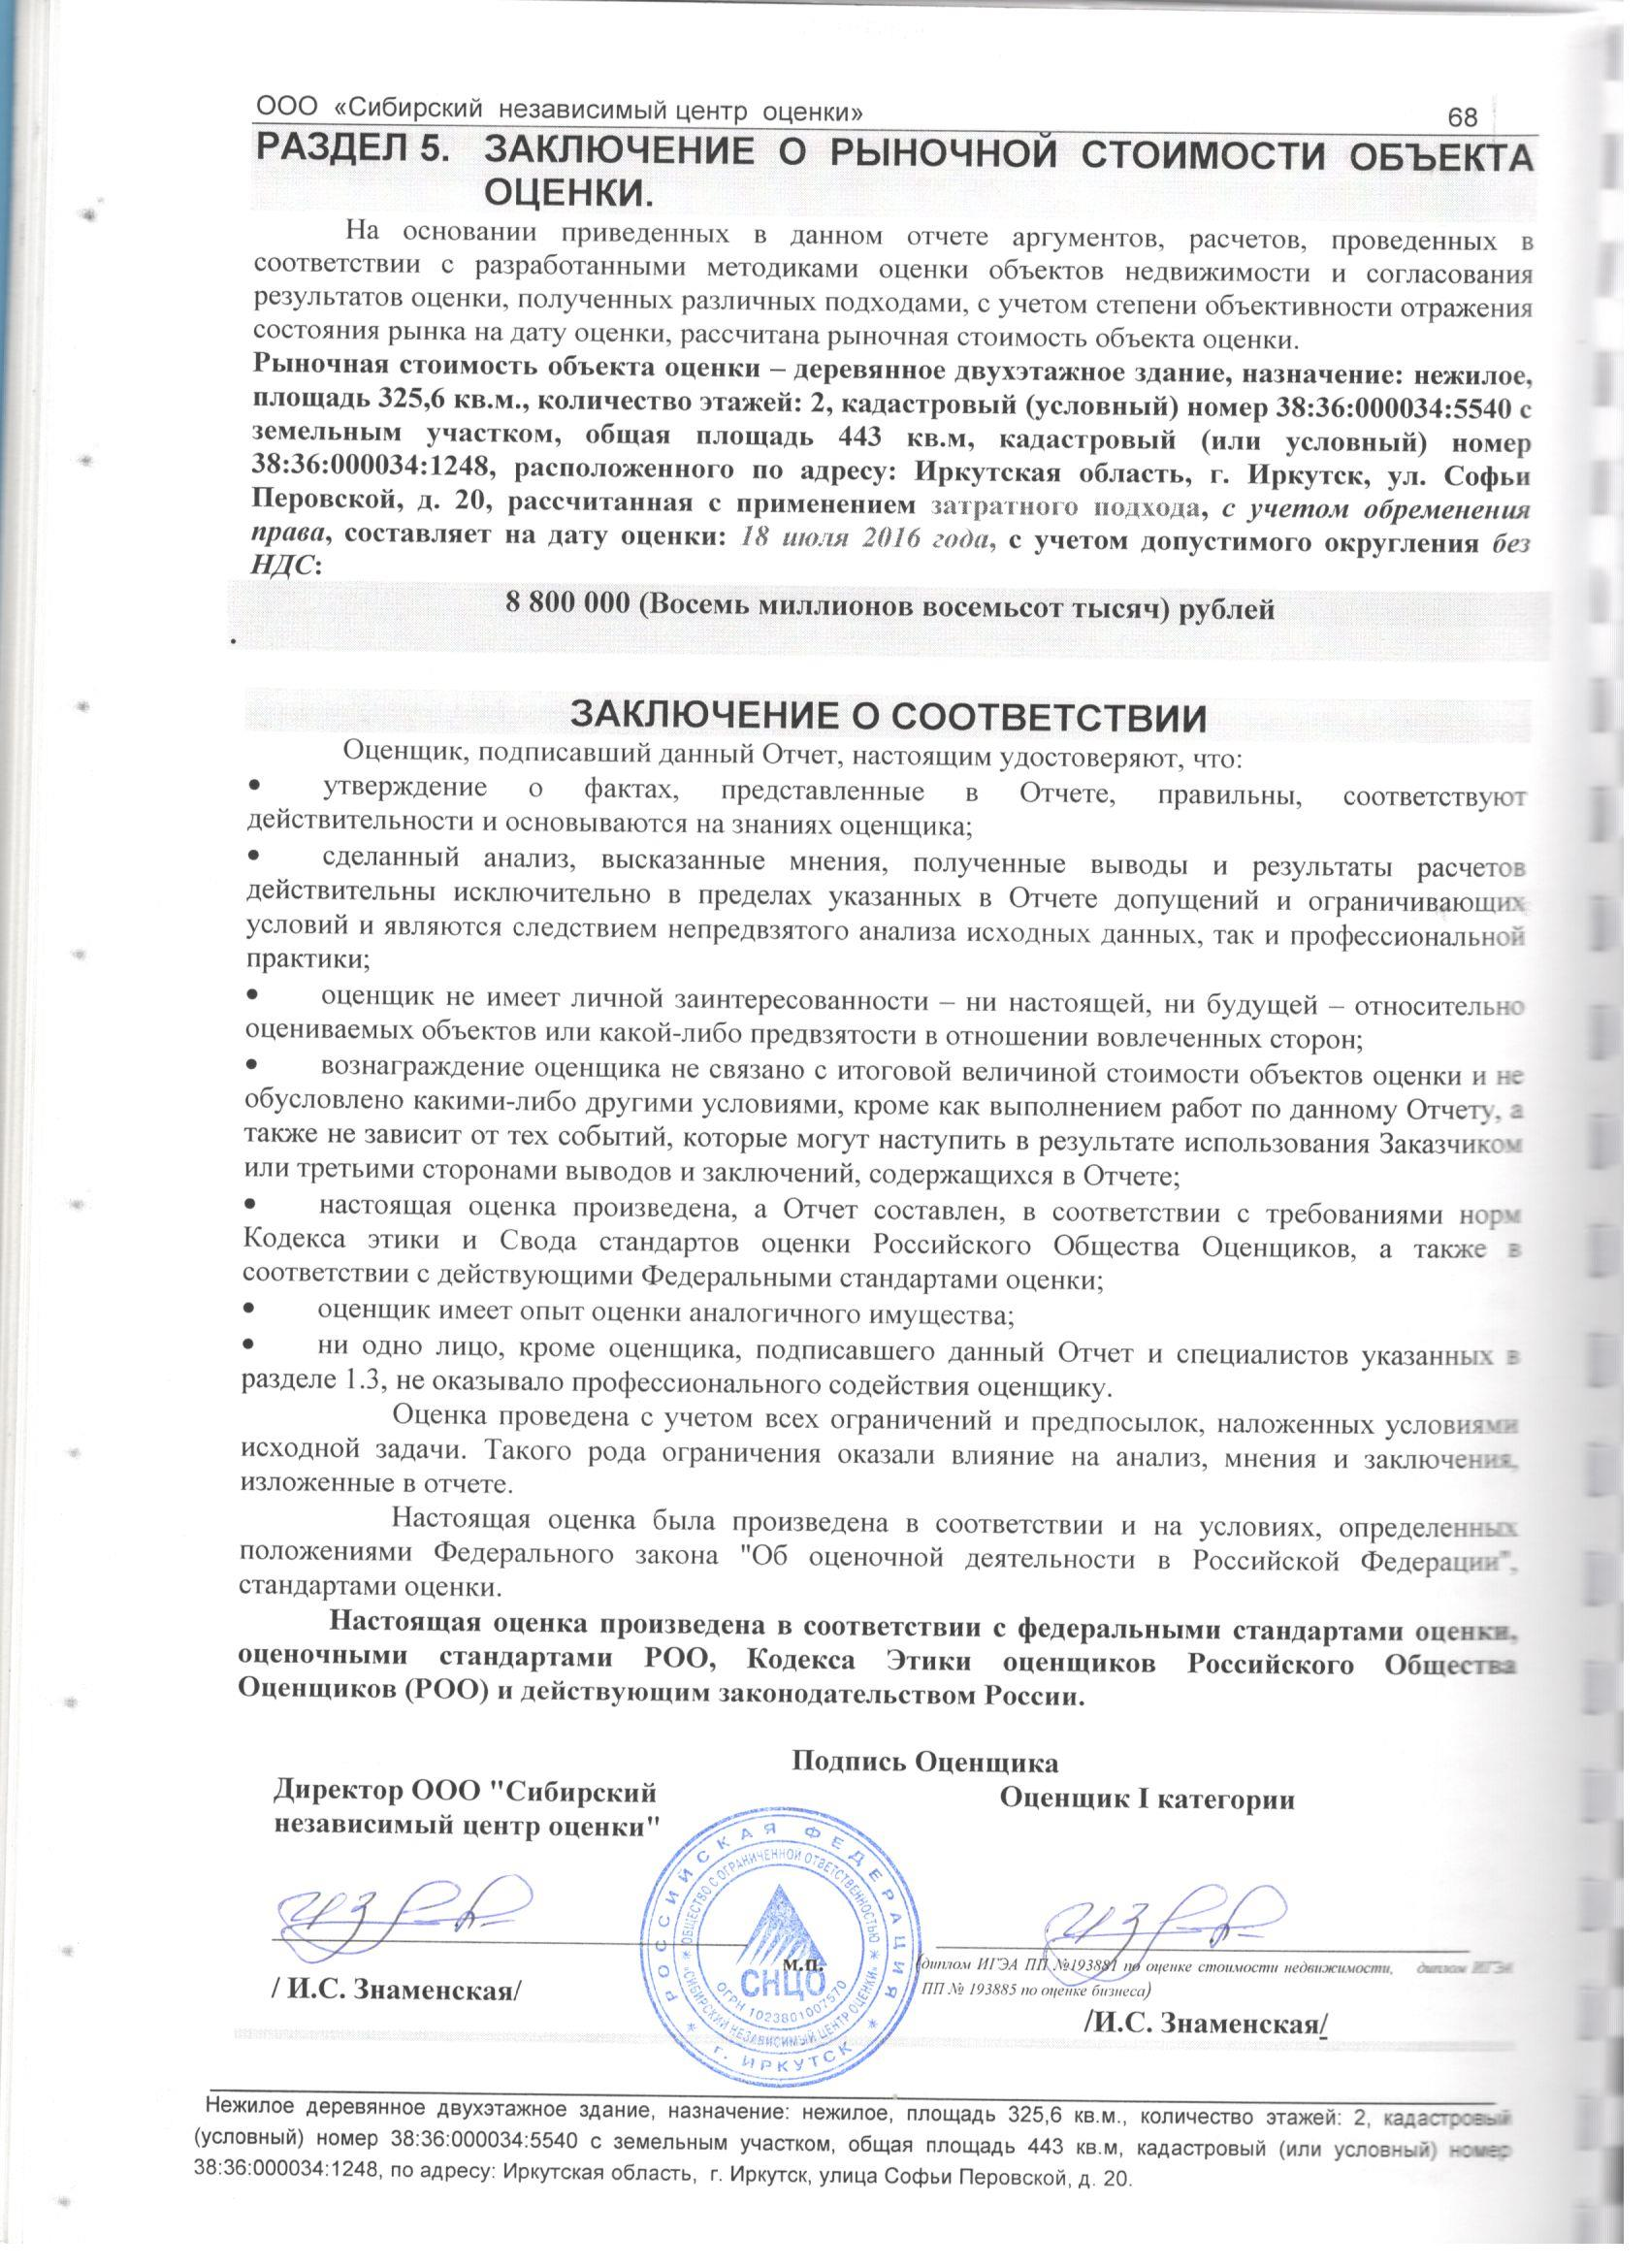 ООО «Сибирский независимый центр оценки»
68
РАЗДЕЛ 5. ЗАКЛЮЧЕНИЕ О РЫНОЧНОЙ СТОИМОСТИ ОБЪЕКТА
ОЦЕНКИ.
На основании приведенных в данном отчете аргументов, расчетов, проведенных в
соответствии с разработанными методиками оценки объектов недвижимости и согласования
результатов оценки, полученных различных подходами, с учетом степени объективности отражения
состояния рынка на дату оценки, рассчитана рыночная стоимость объекта оценки.
Рыночная стоимость объекта оценки – деревянное двухэтажное здание, назначение: нежилое,
площадь 325,6 кв.м., количество этажей: 2, кадастровый (условный) номер 38:36:000034:5540 с
земельным участком, общая площадь 443 кв.м, кадастровый (или условный) номер
38:36:000034:1248, расположенного по адресу: Иркутская область, г. Иркутск, ул. Софьи
Перовской, д. 20, рассчитанная с применением затратного подхода, с учетом обременения
права, составляет на дату оценки: 18 июля 2016 года, с учетом допустимого округления без
НДС:
8 800 000 (Восемь миллионов восемьсот тысяч) рублей
.
ЗАКЛЮЧЕНИЕ О СООТВЕТСТВИИ
Оценщик, подписавший данный Отчет, настоящим удостоверяют, что:
• утверждение о фактах, представленные в Отчете, правильны, соответствуют
действительности и основываются на знаниях оценщика;
• сделанный анализ, высказанные мнения, полученные выводы и результаты расчетов
действительны исключительно в пределах указанных в Отчете допущений и ограничивающих
условий и являются следствием непредвзятого анализа исходных данных, так и профессиональной
практики;
• оценщик не имеет личной заинтересованности – ни настоящей, ни будущей – относительно
оцениваемых объектов или какой-либо предвзятости в отношении вовлеченных сторон;
• вознаграждение оценщика не связано с итоговой величиной стоимости объектов оценки и не
обусловлено какими-либо другими условиями, кроме как выполнением работ по данному Отчету, а
также не зависит от тех событий, которые могут наступить в результате использования Заказчиком
или третьими сторонами выводов и заключений, содержащихся в Отчете;
• настоящая оценка произведена, а Отчет составлен, в соответствии с требованиями норм
Кодекса этики и Свода стандартов оценки Российского Общества Оценщиков, а также в
соответствии с действующими Федеральными стандартами оценки;
• оценщик имеет опыт оценки аналогичного имущества;
• ни одно лицо, кроме оценщика, подписавшего данный Отчет и специалистов указанных в
разделе 1.3, не оказывало профессионального содействия оценщику.
Оценка проведена с учетом всех ограничений и предпосылок, наложенных условиями
исходной задачи. Такого рода ограничения оказали влияние на анализ, мнения и заключения,
изложенные в отчете.
Настоящая оценка была произведена в соответствии и на условиях, определенных
положениями Федерального закона "Об оценочной деятельности в Российской Федерации",
стандартами оценки.
Настоящая оценка произведена в соответствии с федеральными стандартами оценки,
оценочными стандартами РОО, Кодекса Этики оценщиков Российского Общества
Оценщиков (РОО) и действующим законодательством России.
Подпись Оценщика
Директор ООО "Сибирский
независимый центр оценки"
Оценщик I категории
РОССИЙСКАЯ ФЕДЕРАЦИЯ
* г. ИРКУТСК *
ОБЩЕСТВО С ОГРАНИЧЕННОЙ ОТВЕТСТВЕННОСТЬЮ
«СИБИРСКИЙ НЕЗАВИСИМЫЙ ЦЕНТР ОЦЕНКИ»
СНЦО
ОГРН 1023801007570
м.п.
(диплом ИГЭА ПП №193881 по оценке стоимости недвижимости, диплом ИГЭА
ПП № 193885 по оценке бизнеса)
/ И.С. Знаменская/
/И.С. Знаменская/
Нежилое деревянное двухэтажное здание, назначение: нежилое, площадь 325,6 кв.м., количество этажей: 2, кадастровый
(условный) номер 38:36:000034:5540 с земельным участком, общая площадь 443 кв.м, кадастровый (или условный) номер
38:36:000034:1248, по адресу: Иркутская область, г. Иркутск, улица Софьи Перовской, д. 20.